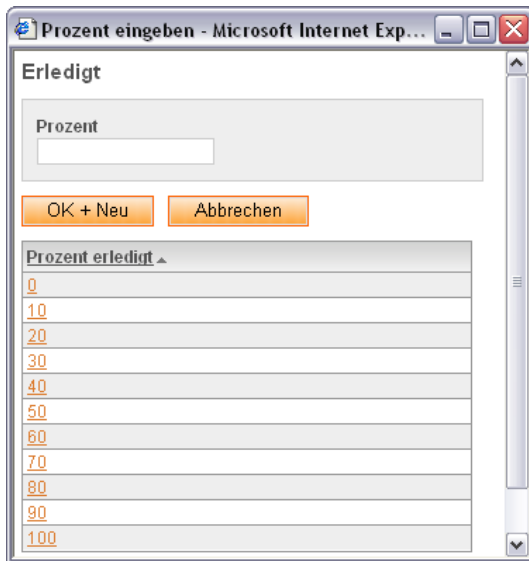 Prozent eingeben - Microsoft Internet Exp...
Erledigt
Prozent
OK + Neu Abbrechen
Prozent erledigt
0
10
20
30
40
50
60
70
80
90
100